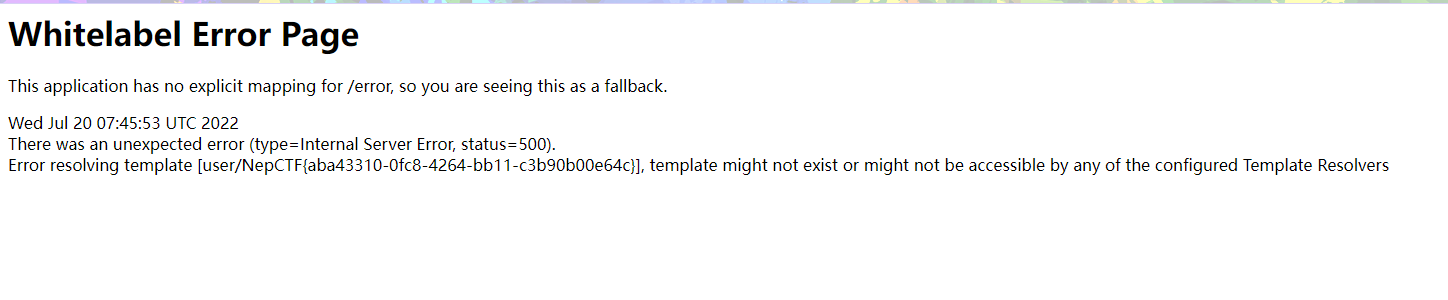 Whitelabel Error Page
This application has no explicit mapping for /error, so you are seeing this as a fallback.
Wed Jul 20 07:45:53 UTC 2022
There was an unexpected error (type=Internal Server Error, status=500).
Error resolving template [user/NepCTF{aba43310-0fc8-4264-bb11-c3b90b00e64c}], template might not exist or might not be accessible by any of the configured Template Resolvers